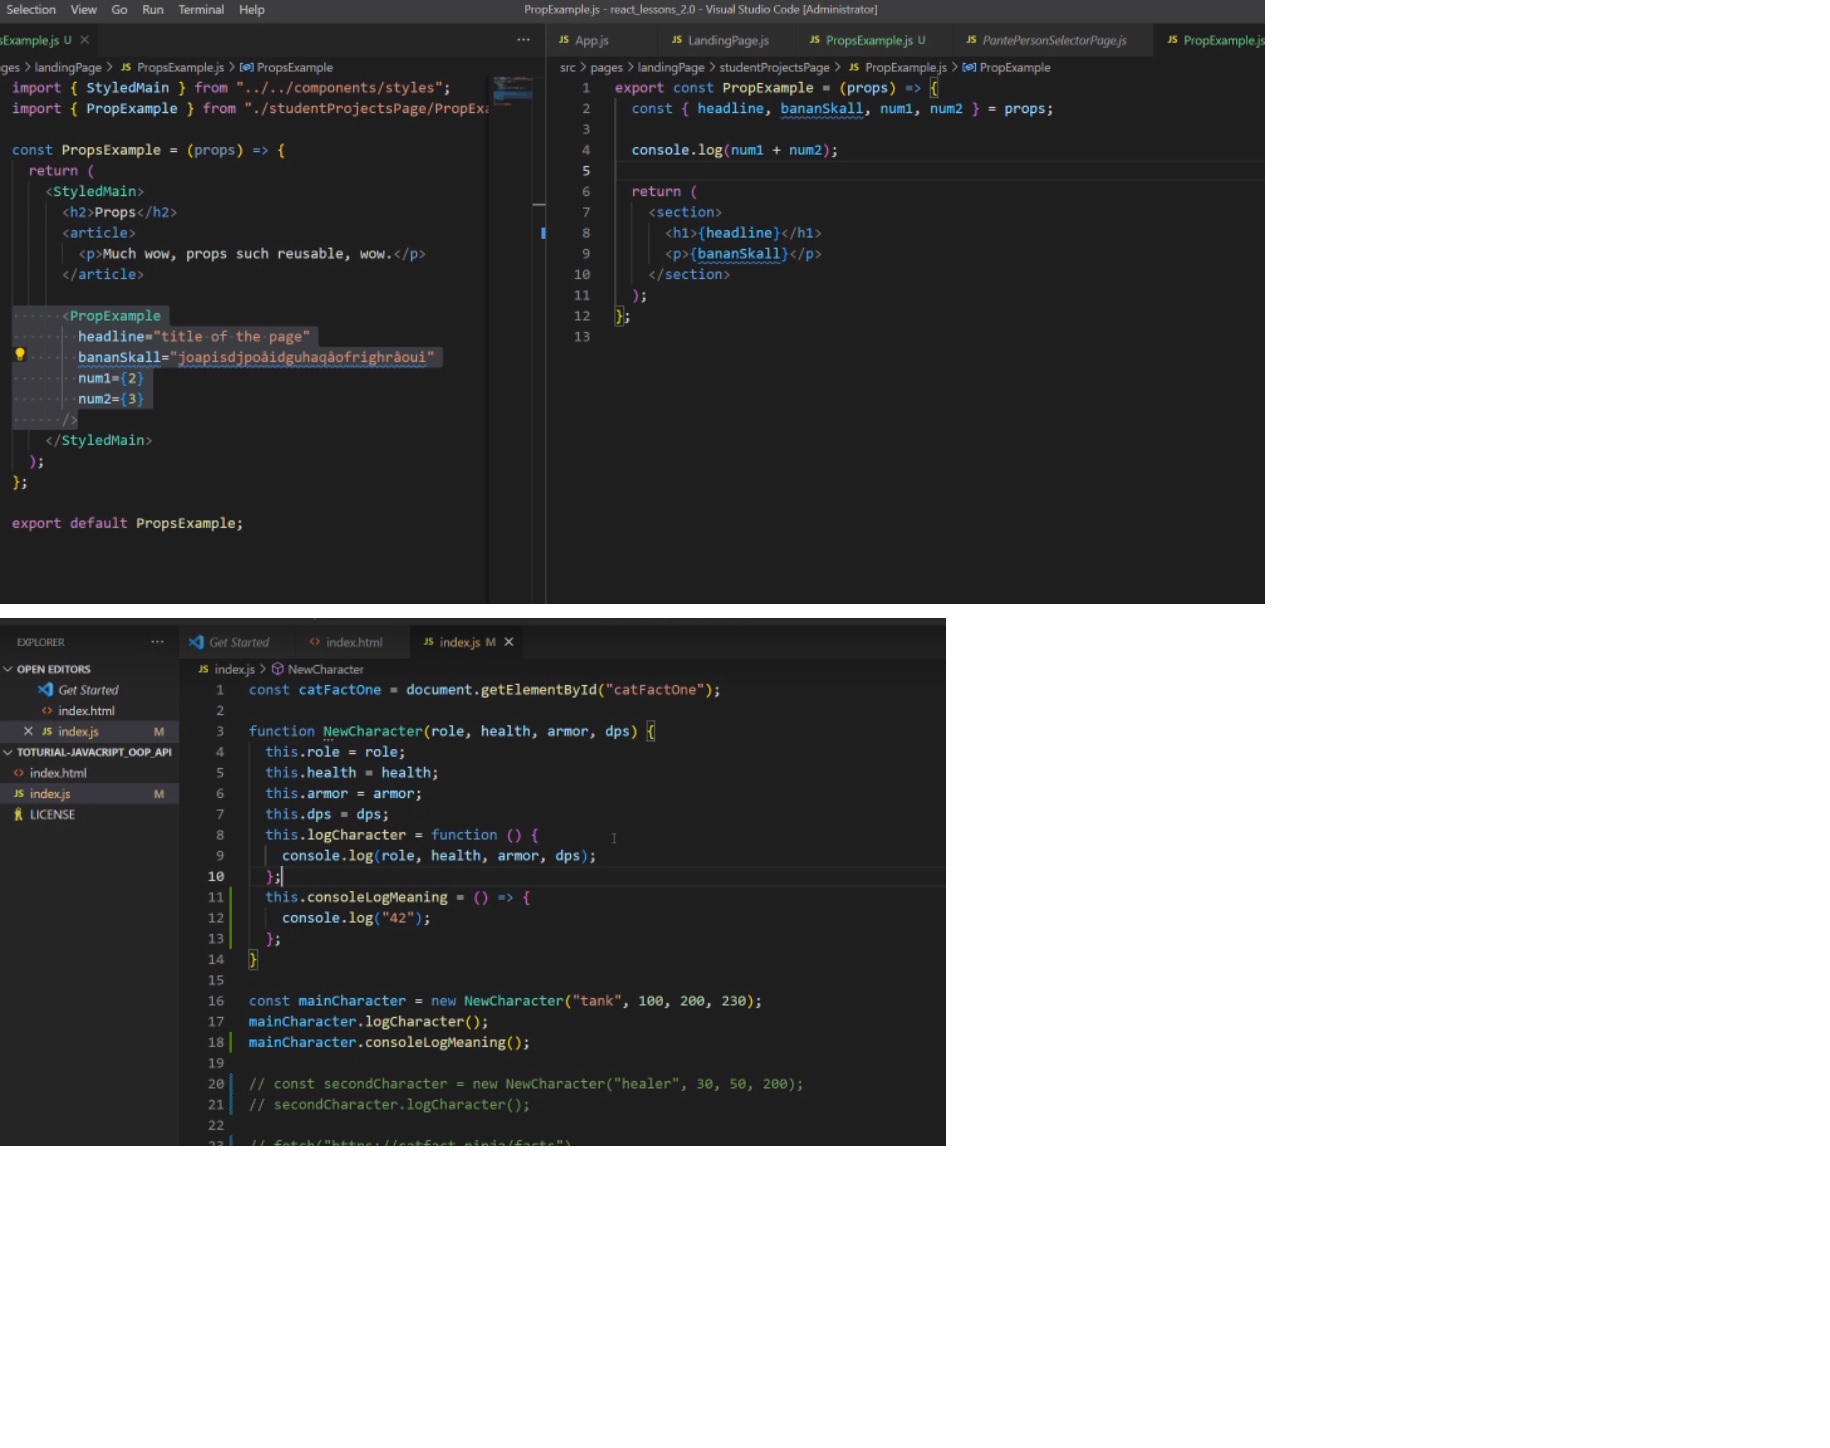 Selection View Go Run Terminal Help PropExample.js - react_lessons_2.0 - Visual Studio Code [Administrator]
sExample.js U
ges > landingPage > JS PropsExample.js > PropsExample
import { StyledMain } from "../../components/styles";
import { PropExample } from "./studentProjectsPage/PropExa
const PropsExample = (props) => {
return (
<StyledMain>
<h2>Props</h2>
<article>
<p>Much wow, props such reusable, wow.</p>
</article>
<PropExample
headline="title of the page"
bananSkall="joapisdjpoåidguhaqåofrighråoui"
num1={2}
num2={3}
/>
</StyledMain>
);
};
export default PropsExample;
JS App.js JS LandingPage.js JS PropsExample.js U JS PantePersonSelectorPage.js JS PropExample.js
src > pages > landingPage > studentProjectsPage > JS PropExample.js > PropExample
1 export const PropExample = (props) => {
2 const { headline, bananSkall, num1, num2 } = props;
3
4 console.log(num1 + num2);
5
6 return (
7 <section>
8 <h1>{headline}</h1>
9 <p>{bananSkall}</p>
10 </section>
11 );
12 };
13
EXPLORER
OPEN EDITORS
Get Started
index.html
JS index.js M
TOTURIAL-JAVACRIPT_OOP_API
index.html
JS index.js M
LICENSE
Get Started index.html JS index.js M
JS index.js > NewCharacter
1 const catFactOne = document.getElementById("catFactOne");
2
3 function NewCharacter(role, health, armor, dps) {
4 this.role = role;
5 this.health = health;
6 this.armor = armor;
7 this.dps = dps;
8 this.logCharacter = function () {
9 console.log(role, health, armor, dps);
10 };
11 this.consoleLogMeaning = () => {
12 console.log("42");
13 };
14 }
15
16 const mainCharacter = new NewCharacter("tank", 100, 200, 230);
17 mainCharacter.logCharacter();
18 mainCharacter.consoleLogMeaning();
19
20 // const secondCharacter = new NewCharacter("healer", 30, 50, 200);
21 // secondCharacter.logCharacter();
22
23 // fetch("https://catfact.ninja/facts")